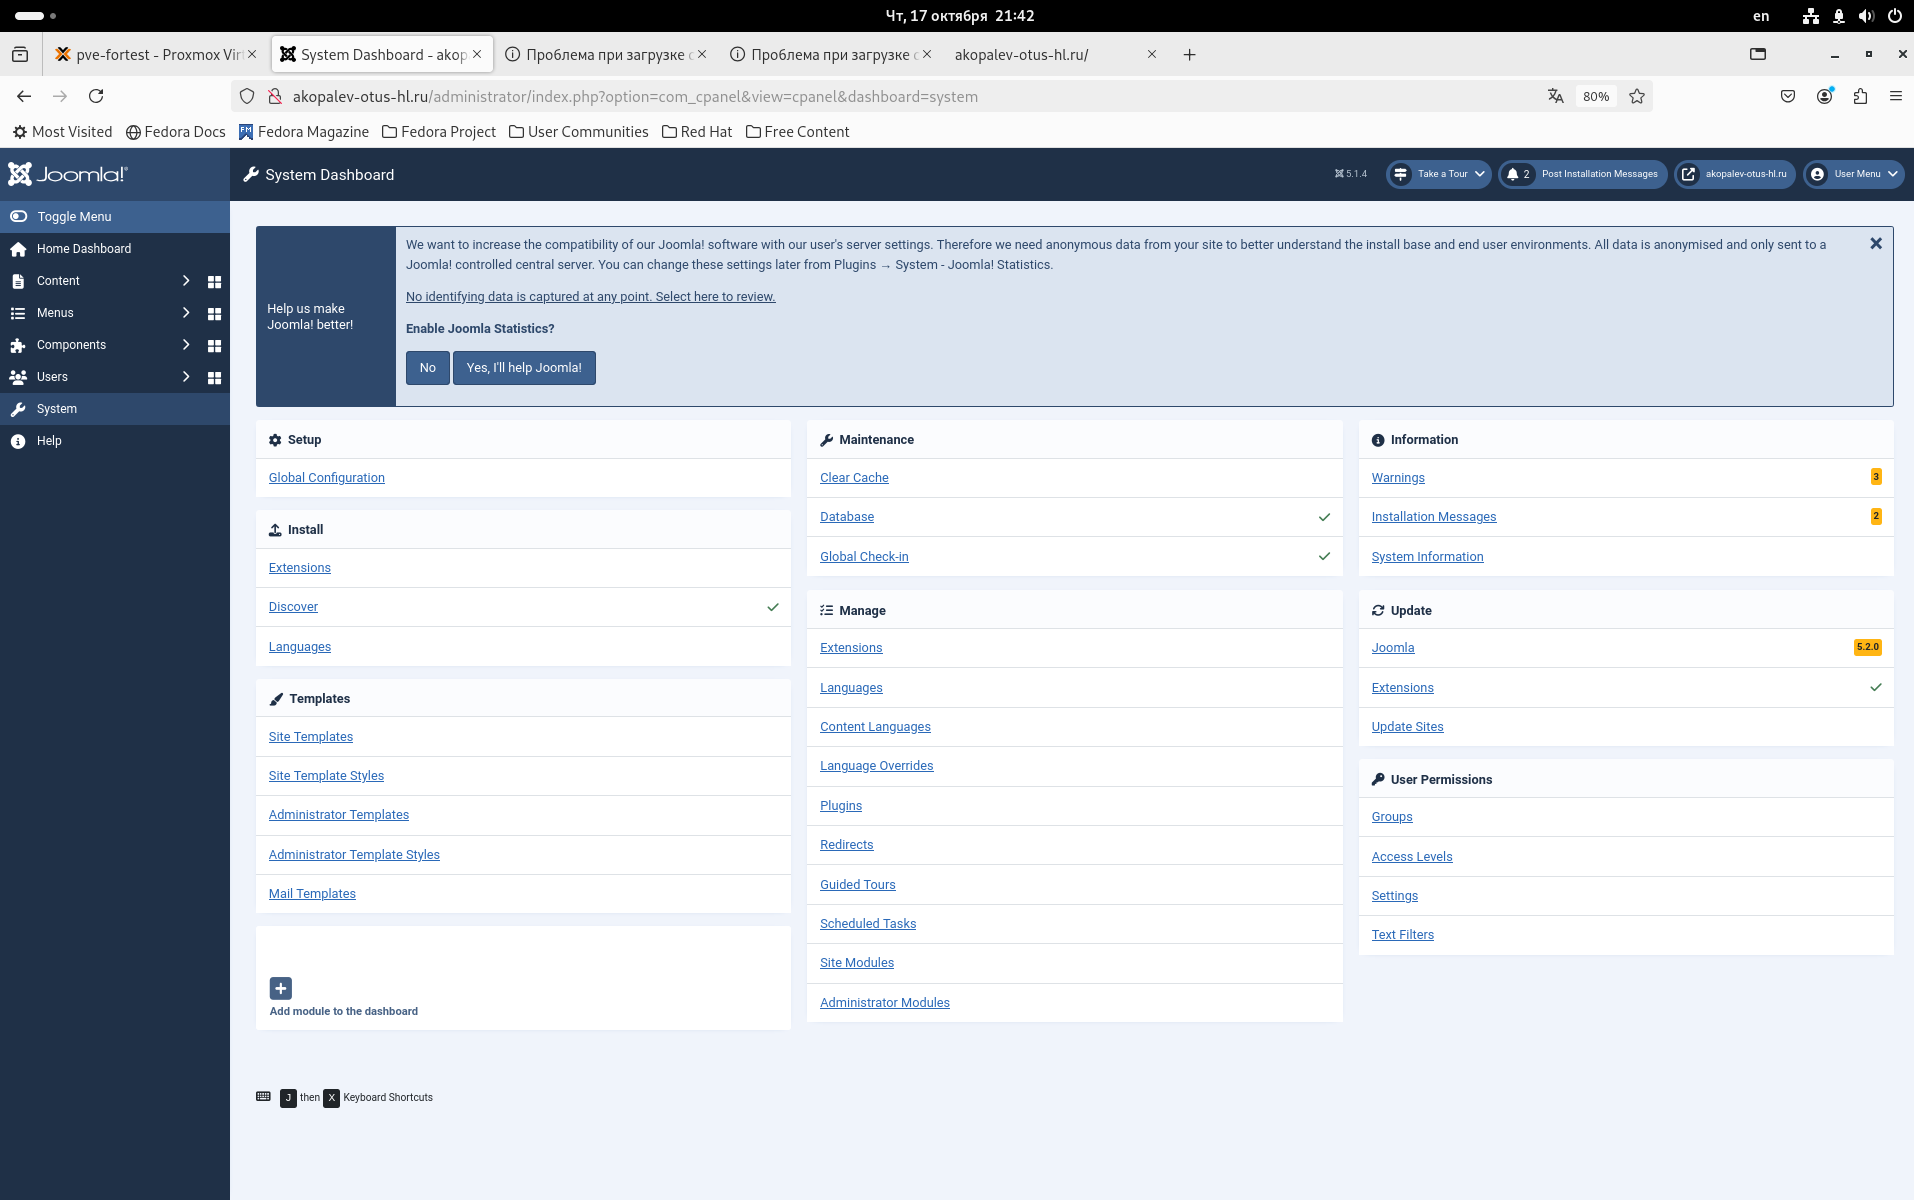 Чт, 17 октября 21:42
en
pve-fortest - Proxmox Vir
System Dashboard - akop
Проблема при загрузке с
Проблема при загрузке с
akopalev-otus-hl.ru/
akopalev-otus-hl.ru/administrator/index.php?option=com_cpanel&view=cpanel&dashboard=system
80%
Most Visited
Fedora Docs
Fedora Magazine
Fedora Project
User Communities
Red Hat
Free Content
Joomla!
System Dashboard
5.1.4
Take a Tour
2 Post Installation Messages
akopalev-otus-hl.ru
User Menu
Toggle Menu
Home Dashboard
Content
Menus
Components
Users
System
Help
Help us make
Joomla! better!
We want to increase the compatibility of our Joomla! software with our user's server settings. Therefore we need anonymous data from your site to better understand the install base and end user environments. All data is anonymised and only sent to a
Joomla! controlled central server. You can change these settings later from Plugins → System - Joomla! Statistics.
No identifying data is captured at any point. Select here to review.
Enable Joomla Statistics?
No
Yes, I'll help Joomla!
Setup
Global Configuration
Install
Extensions
Discover
Languages
Templates
Site Templates
Site Template Styles
Administrator Templates
Administrator Template Styles
Mail Templates
Add module to the dashboard
Maintenance
Clear Cache
Database
Global Check-in
Manage
Extensions
Languages
Content Languages
Language Overrides
Plugins
Redirects
Guided Tours
Scheduled Tasks
Site Modules
Administrator Modules
Information
Warnings 3
Installation Messages 2
System Information
Update
Joomla 5.2.0
Extensions
Update Sites
User Permissions
Groups
Access Levels
Settings
Text Filters
J then X Keyboard Shortcuts